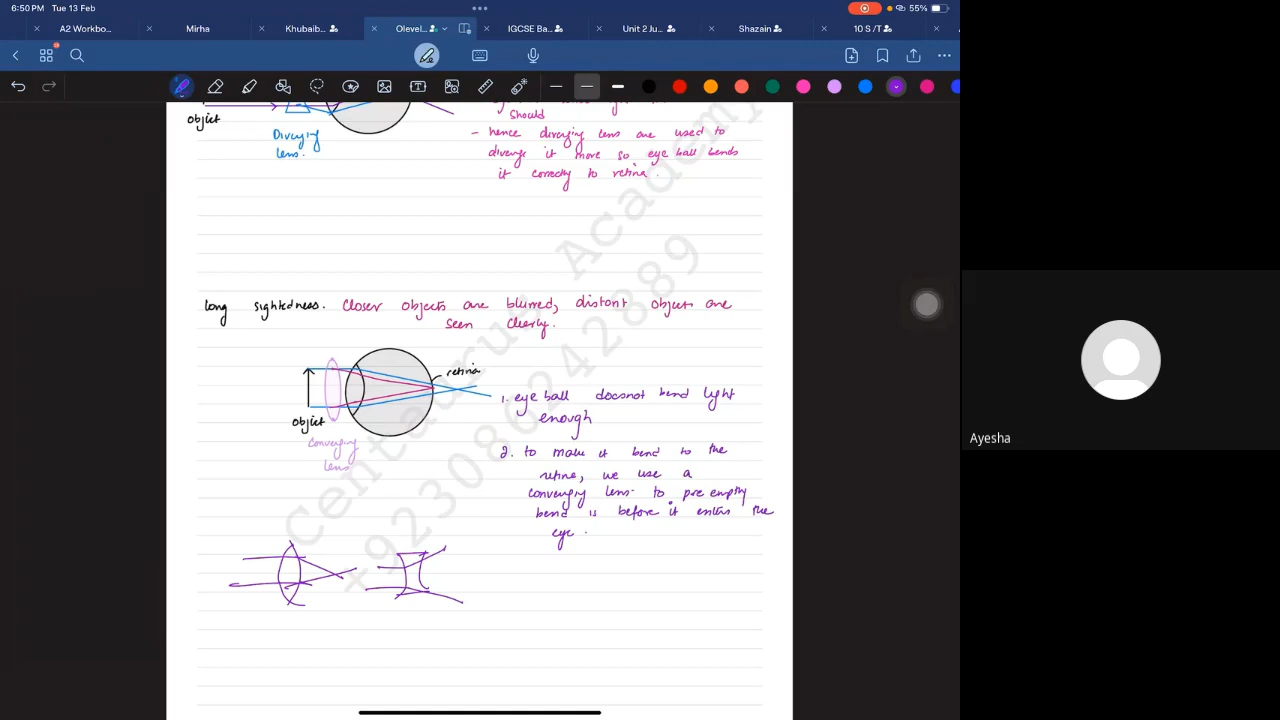 6:50 PM Tue 13 Feb
55%
A2 Workbo...
Mirha
Khubaib...
Olevel...
IGCSE Ba...
Unit 2 Ju...
Shazain...
10 S/T...
object
Diverging
lens.
should
- hence diverging lens are used to
diverge it more so eye ball bends
it correctly to retina.
long sightedness. Closer objects are blurred, distant object are
seen clearly.
retina
object
Converging
lens
1. eye ball doesnot bend light
enough
2. to make it bend to the
retina, we use a
converging lens to pre empty
bend is before it enters the
eye.
Centaurus Academy
+923086242889
Ayesha